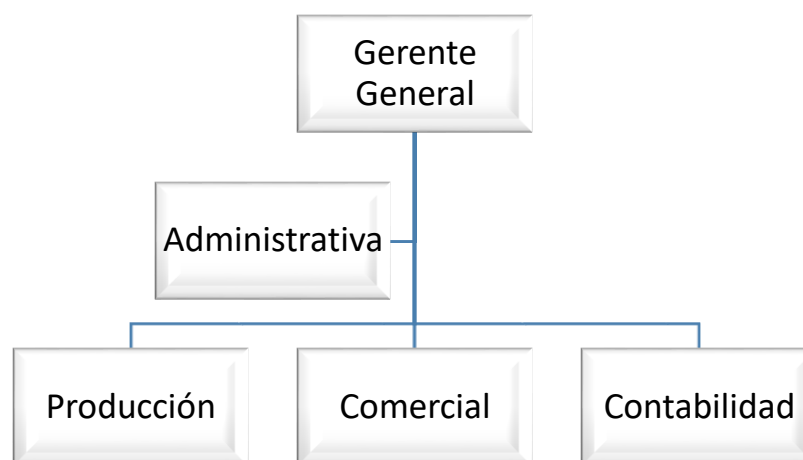 Gerente
General
Administrativa
Producción
Comercial
Contabilidad